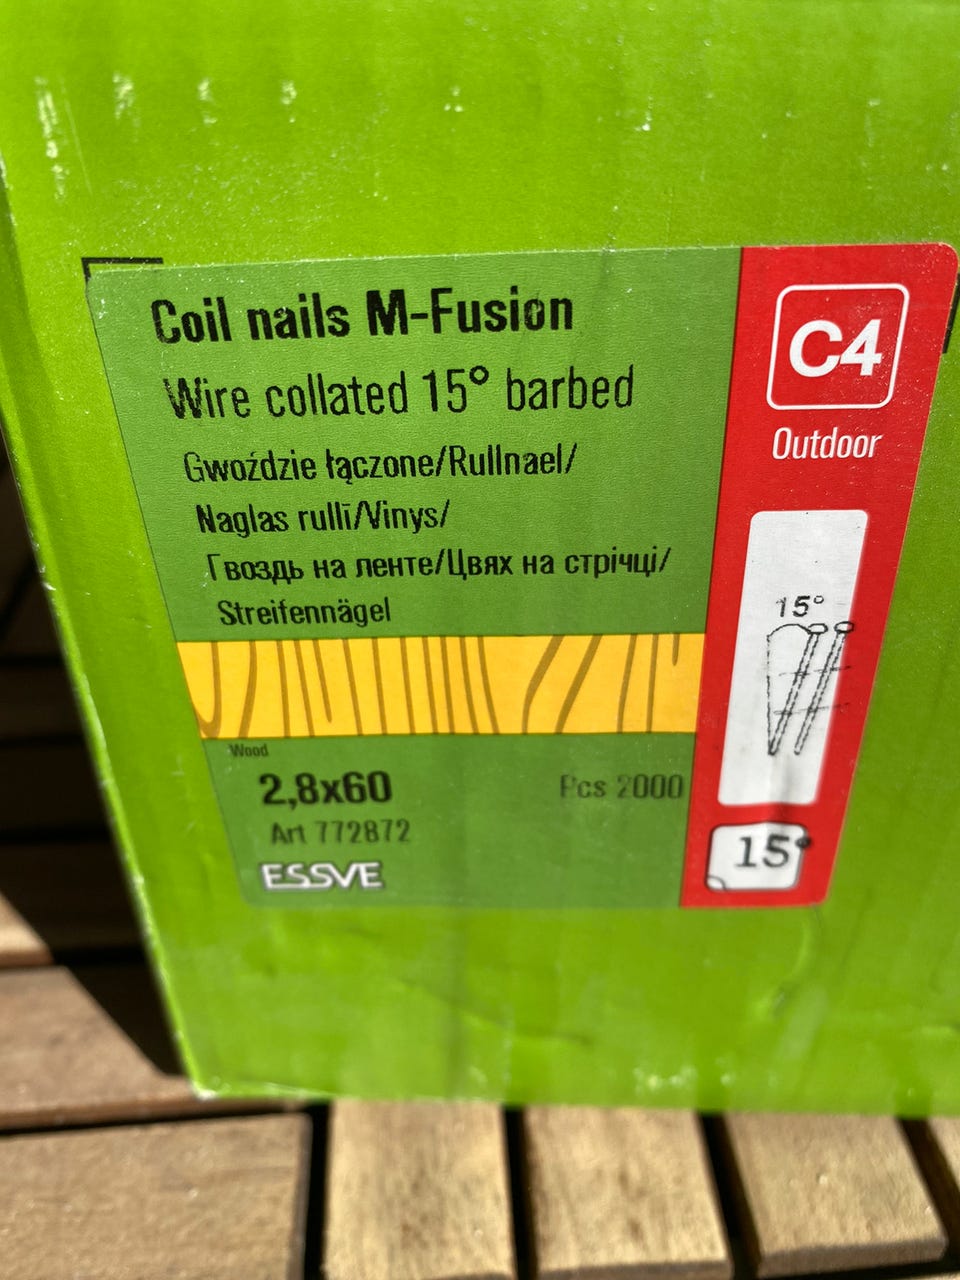 Coil nails M-Fusion
Wire collated 15° barbed
Gwoździe łączone/Rullnael/
Naglas rullī/Vinys/
Гвоздь на ленте/Цвях на стрічці/
Streifennägel
Wood
2,8x60
Pcs 2000
Art 772872
ESSVE
C4
Outdoor
15°
15°